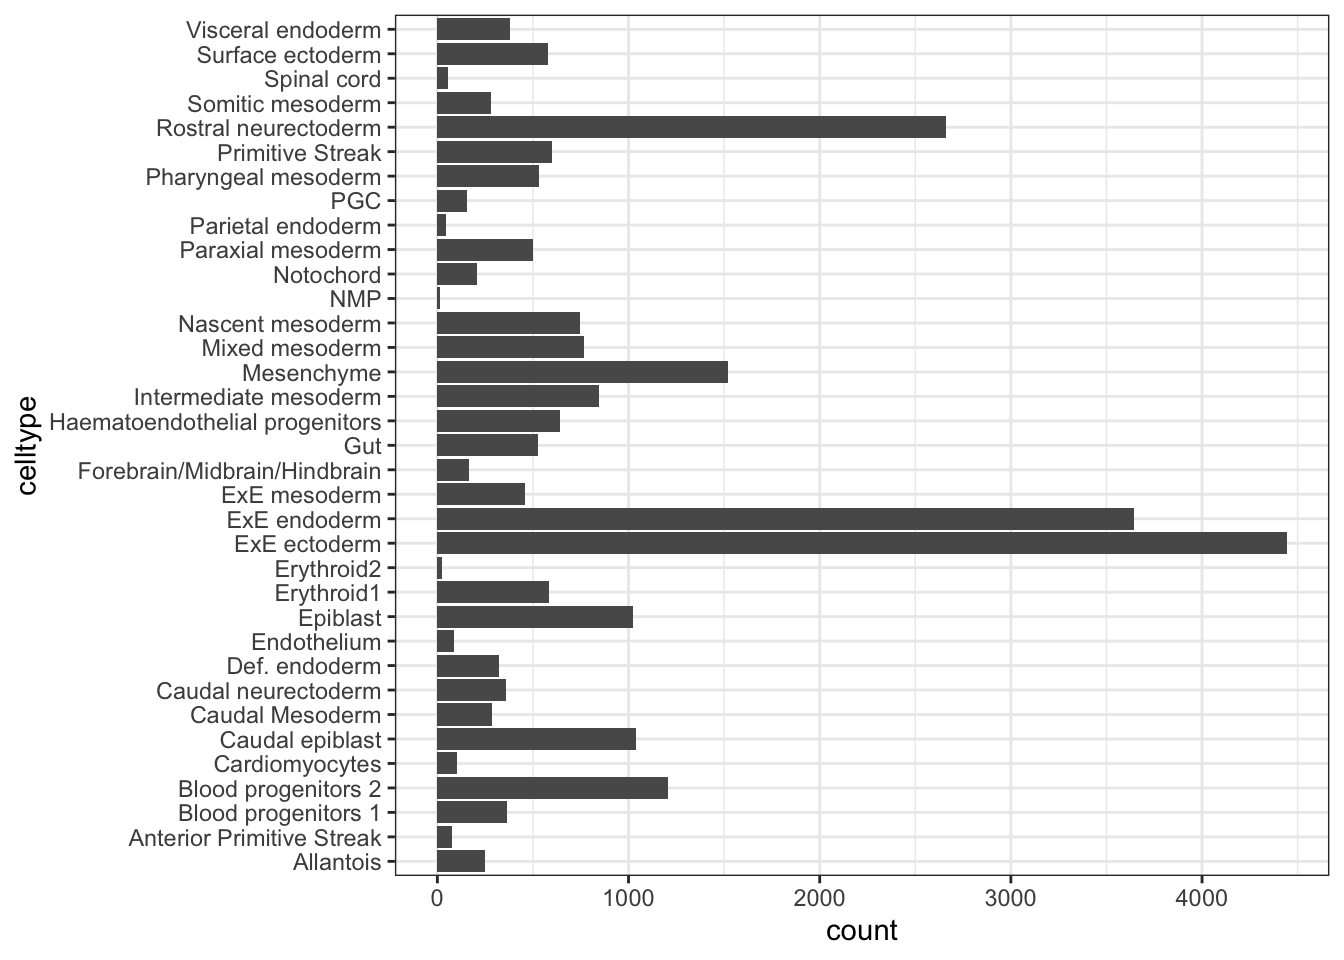 Visceral endoderm
Surface ectoderm
Spinal cord
Somitic mesoderm
Rostral neurectoderm
Primitive Streak
Pharyngeal mesoderm
PGC
Parietal endoderm
Paraxial mesoderm
Notochord
NMP
Nascent mesoderm
Mixed mesoderm
Mesenchyme
Intermediate mesoderm
Haematoendothelial progenitors
Gut
Forebrain/Midbrain/Hindbrain
ExE mesoderm
ExE endoderm
ExE ectoderm
Erythroid2
Erythroid1
Epiblast
Endothelium
Def. endoderm
Caudal neurectoderm
Caudal Mesoderm
Caudal epiblast
Cardiomyocytes
Blood progenitors 2
Blood progenitors 1
Anterior Primitive Streak
Allantois
celltype
0 1000 2000 3000 4000
count